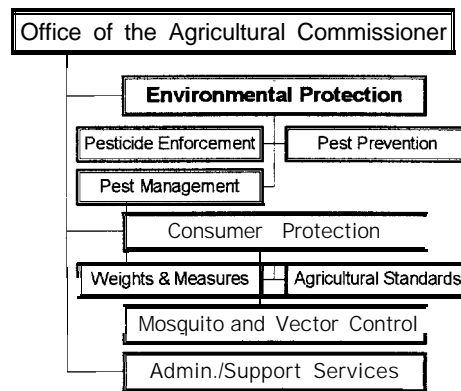 Office of the Agricultural Commissioner
Environmental Protection
Pesticide Enforcement Pest Prevention
Pest Management
Consumer Protection
Weights & Measures Agricultural Standards
Mosquito and Vector Control
Admin./Support Services